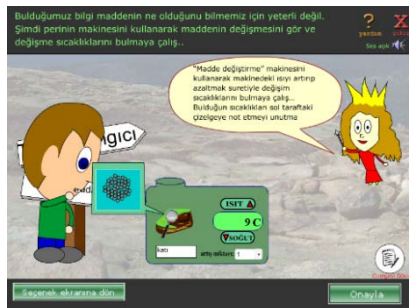 Bulduğumuz bilgi maddenin ne olduğunu bilmemiz için yeterli değil.
Şimdi perinin makinesini kullanarak maddenin değişmesini gör ve
değişme sıcaklıklarını bulmaya çalış..
?
X
yardım
Ses açık
"Madde değiştirme" makinesini
kullanarak makinedeki ısıyı artırıp
azaltmak suretiyle değişim
sıcaklıklarını bulmaya çalış...
Bulduğun sıcaklıkları sol taraftaki
çizelgeye not etmeyi unutma
ISIT
9 C
SOĞUT
katı
artış miktarı: 1
Seçenek ekranına dön
Onayla